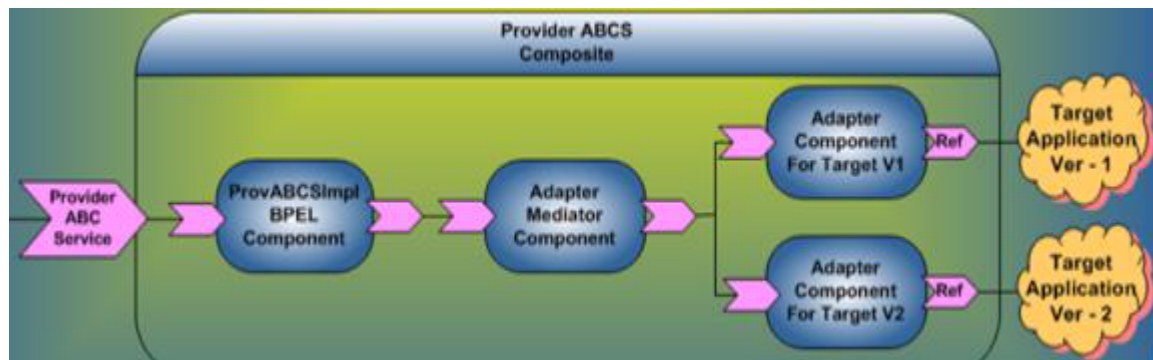 Provider ABCS
Composite
Provider
ABC
Service
ProvABCSImpl
BPEL
Component
Adapter
Mediator
Component
Adapter
Component
For Target V1
Ref
Target
Application
Ver - 1
Adapter
Component
For Target V2
Ref
Target
Application
Ver - 2